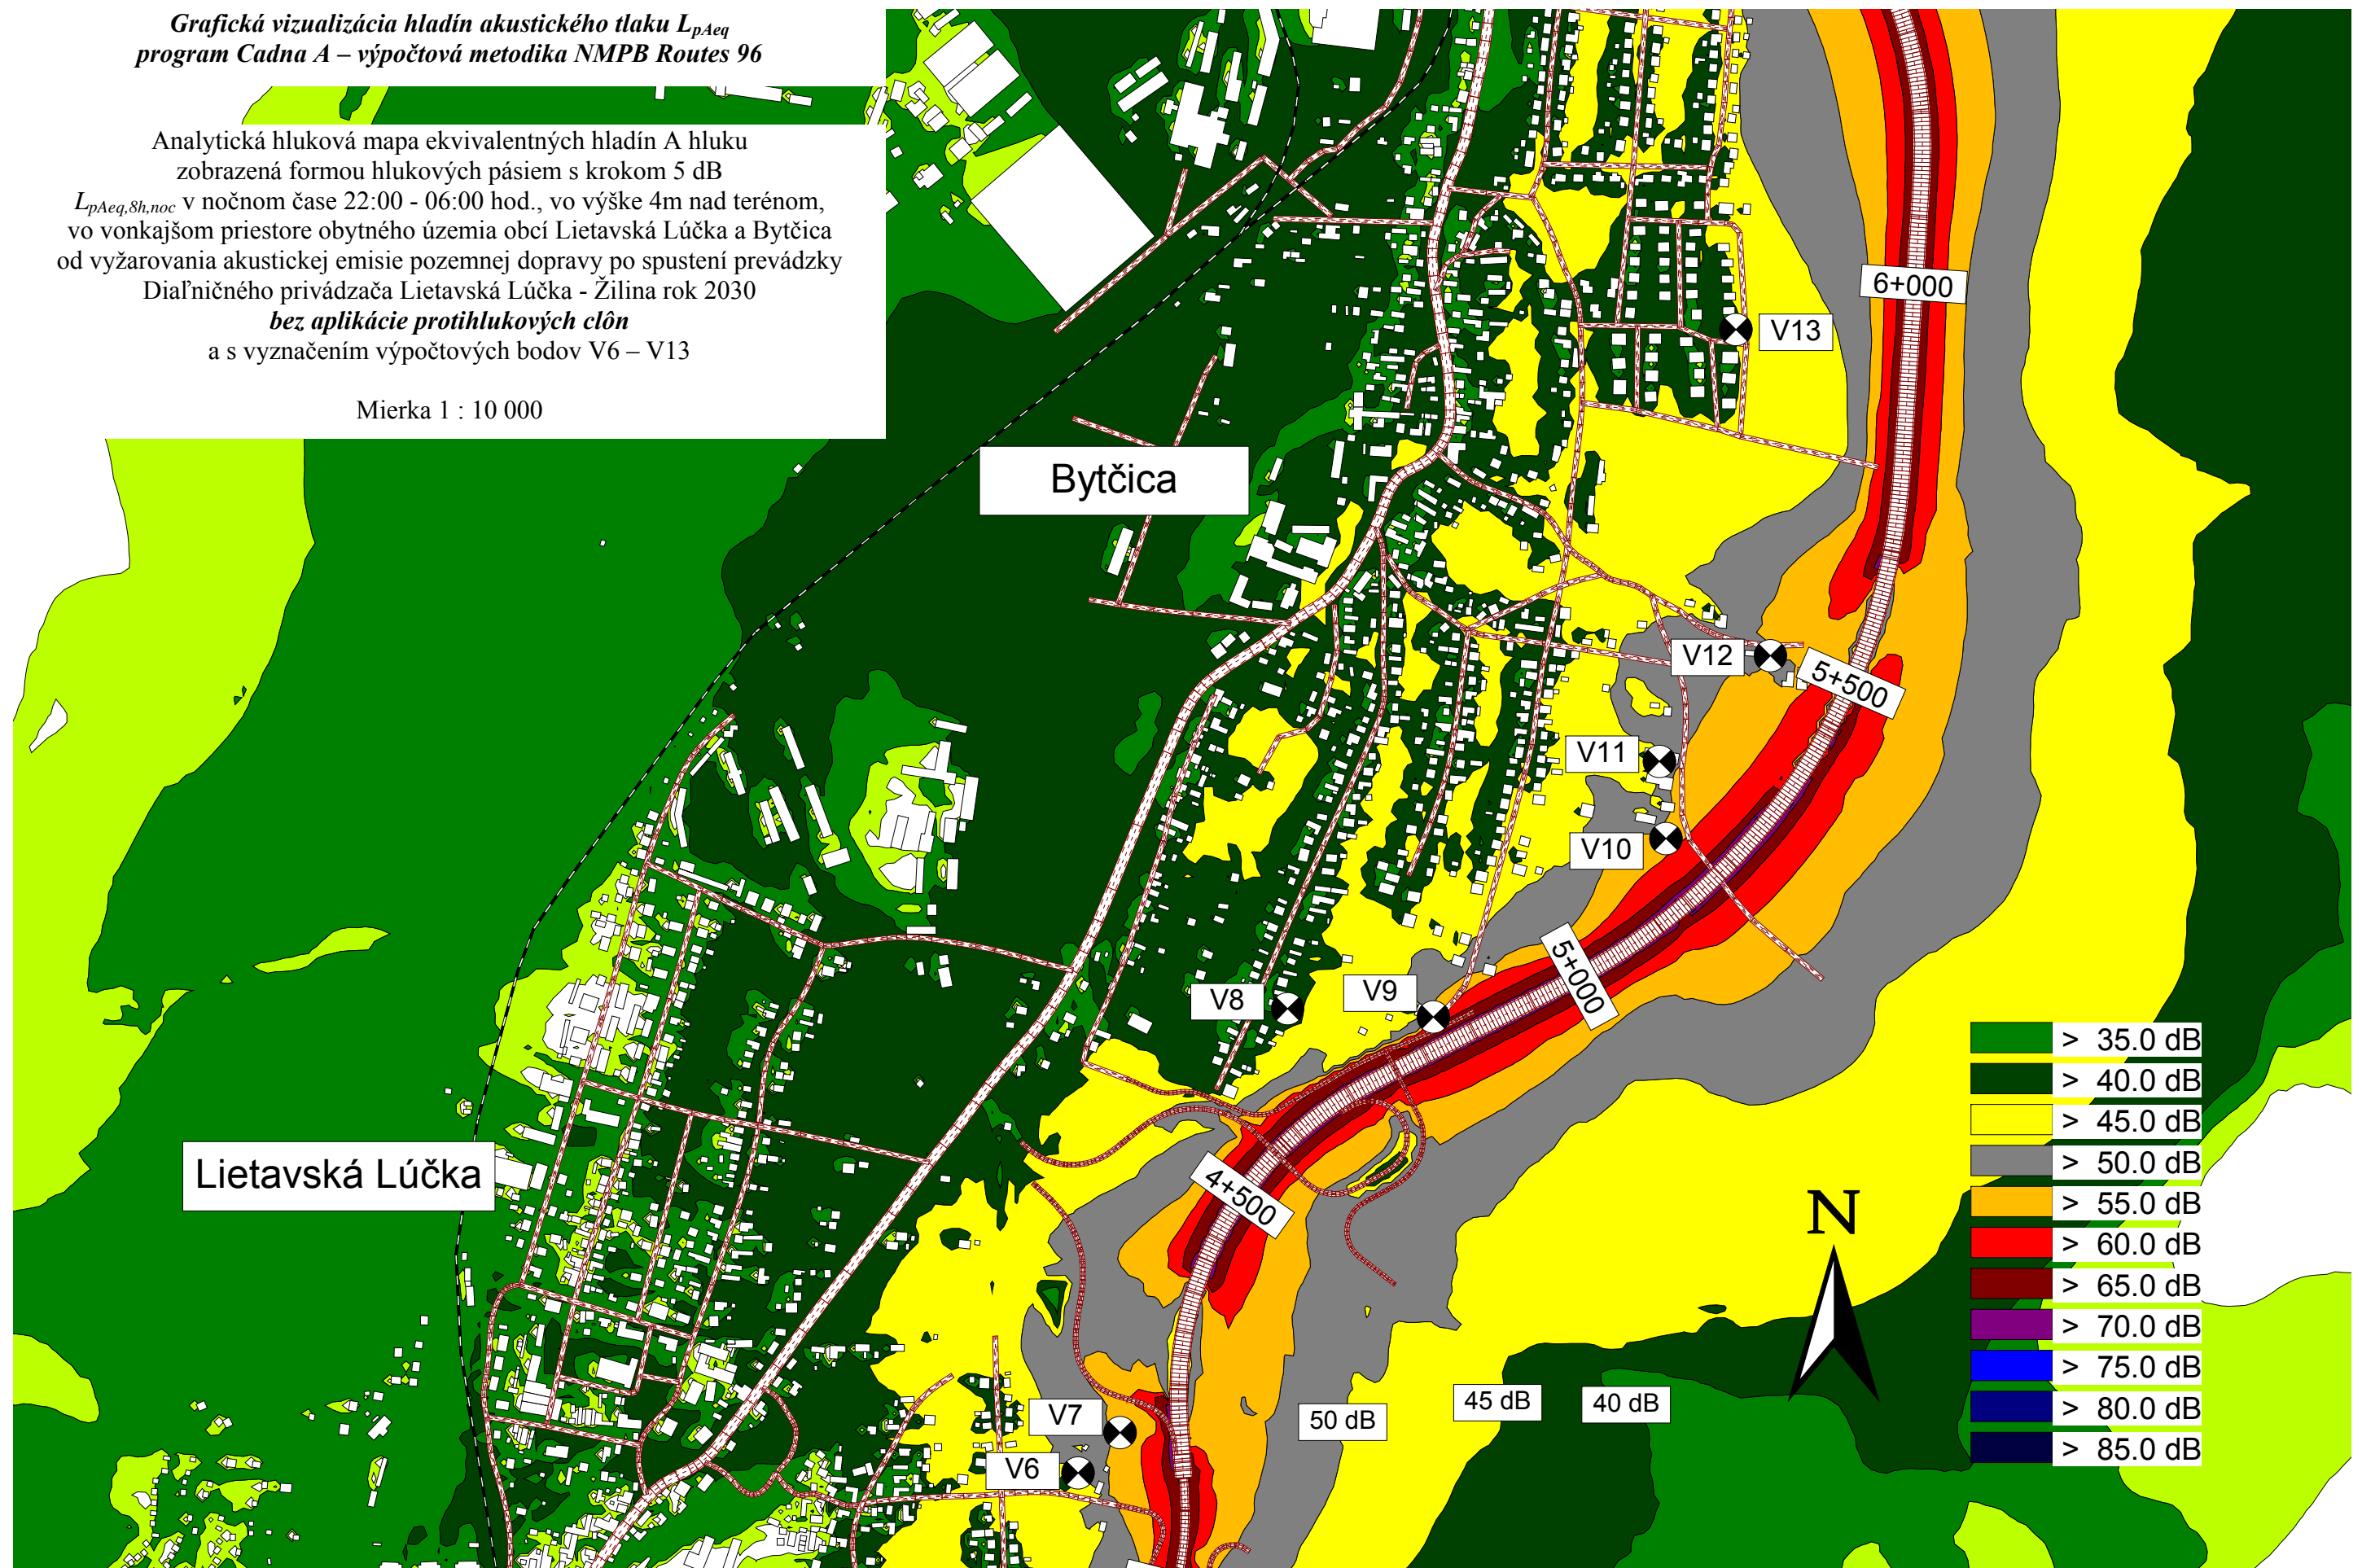 Grafická vizualizácia hladín akustického tlaku LpAeq
program Cadna A – výpočtová metodika NMPB Routes 96
Analytická hluková mapa ekvivalentných hladín A hluku
zobrazená formou hlukových pásiem s krokom 5 dB
LpAeq,8h,noc v nočnom čase 22:00 - 06:00 hod., vo výške 4m nad terénom,
vo vonkajšom priestore obytného územia obcí Lietavská Lúčka a Bytčica
od vyžarovania akustickej emisie pozemnej dopravy po spustení prevádzky
Diaľničného privádzača Lietavská Lúčka - Žilina rok 2030
bez aplikácie protihlukových clôn
a s vyznačením výpočtových bodov V6 – V13
Mierka 1 : 10 000
6+000
V13
Bytčica
V12
5+500
V11
V10
5+000
V9
V8
Lietavská Lúčka
4+500
N
V7
V6
50 dB
45 dB
40 dB
> 35.0 dB
> 40.0 dB
> 45.0 dB
> 50.0 dB
> 55.0 dB
> 60.0 dB
> 65.0 dB
> 70.0 dB
> 75.0 dB
> 80.0 dB
> 85.0 dB